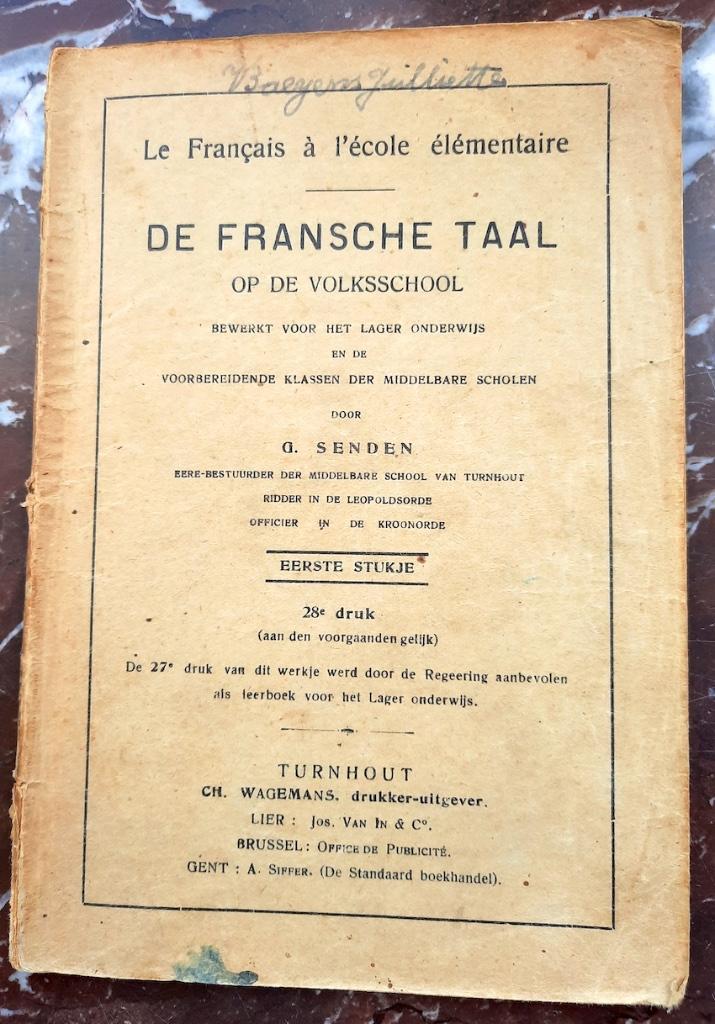 Baeyens Julliette
Le Français à l'école élémentaire
DE FRANSCHE TAAL
OP DE VOLKSSCHOOL
BEWERKT VOOR HET LAGER ONDERWIJS
EN DE
VOORBEREIDENDE KLASSEN DER MIDDELBARE SCHOLEN
DOOR
G. SENDEN
EERE-BESTUURDER DER MIDDELBARE SCHOOL VAN TURNHOUT
RIDDER IN DE LEOPOLDSORDE
OFFICIER IN DE KROONORDE
EERSTE STUKJE
28e druk
(aan den voorgaanden gelijk)
De 27e druk van dit werkje werd door de Regeering aanbevolen
als leerboek voor het Lager onderwijs.
TURNHOUT
CH. WAGEMANS, drukker-uitgever.
LIER : Jos. Van In & Co.
BRUSSEL: Office de Publicité.
GENT : A. Siffer. (De Standaard boekhandel).